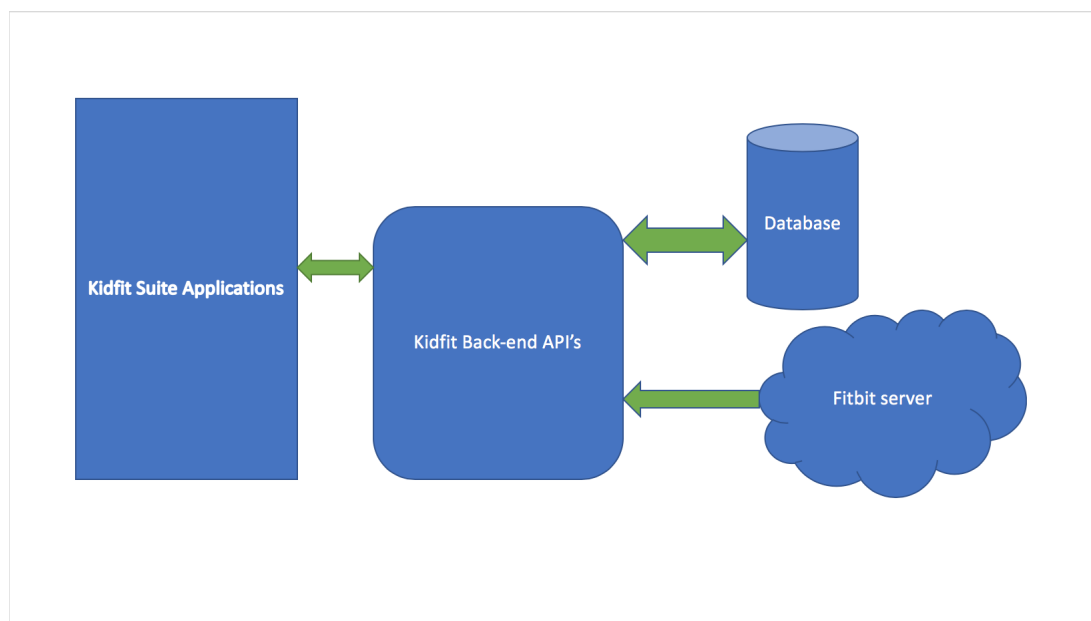 Kidfit Suite Applications
Kidfit Back-end API’s
Database
Fitbit server